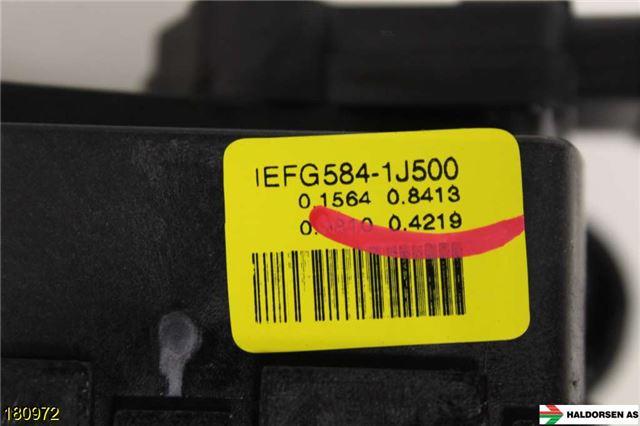 IEFG584-1J500
0.1564 0.8413
0.4219
180972
HALDORSEN AS